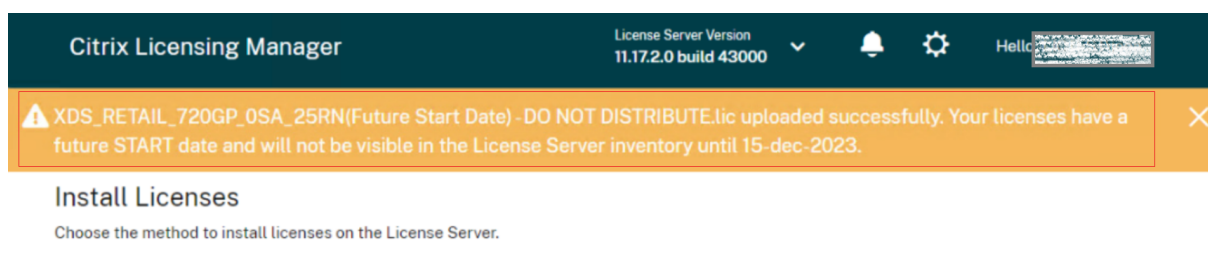 Citrix Licensing Manager
License Server Version
11.17.2.0 build 43000
Hello
XDS_RETAIL_720GP_0SA_25RN(Future Start Date) - DO NOT DISTRIBUTE.lic uploaded successfully. Your licenses have a
future START date and will not be visible in the License Server inventory until 15-dec-2023.
Install Licenses
Choose the method to install licenses on the License Server.